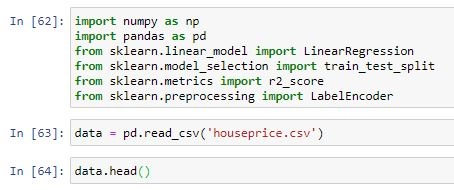 In [62]: import numpy as np
import pandas as pd
from sklearn.linear_model import LinearRegression
from sklearn.model_selection import train_test_split
from sklearn.metrics import r2_score
from sklearn.preprocessing import LabelEncoder
In [63]: data = pd.read_csv('houseprice.csv')
In [64]: data.head()